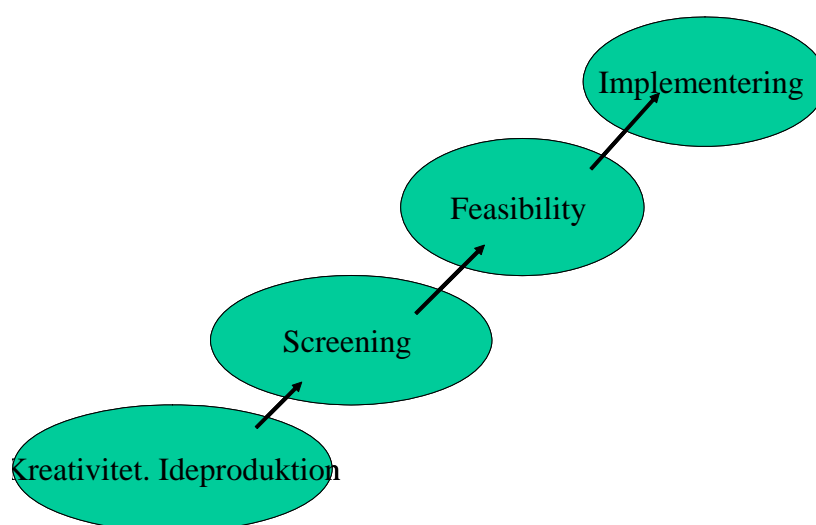 Implementering
Feasibility
Screening
Kreativitet. Ideproduktion